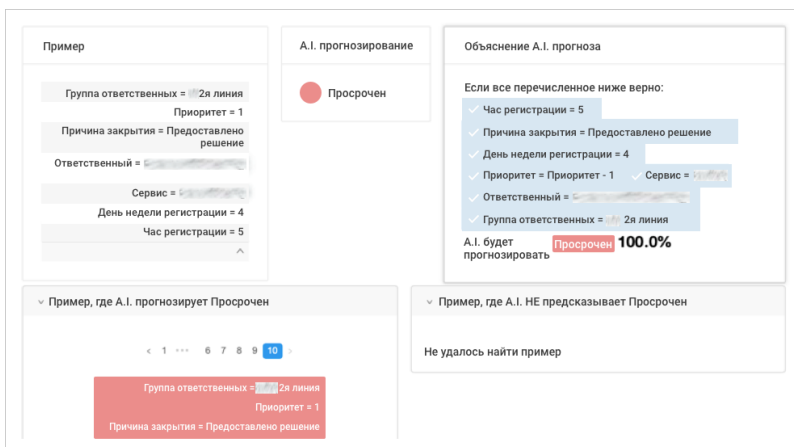 Пример
Группа ответственных = 2я линия
Приоритет = 1
Причина закрытия = Предоставлено
решение
Ответственный =
Сервис =
День недели регистрации = 4
Час регистрации = 5
A.I. прогнозирование
Просрочен
Объяснение A.I. прогноза
Если все перечисленное ниже верно:
Час регистрации = 5
Причина закрытия = Предоставлено решение
День недели регистрации = 4
Приоритет = Приоритет - 1 Сервис =
Ответственный =
Группа ответственных = 2я линия
A.I. будет
прогнозировать Просрочен 100.0%
Пример, где A.I. прогнозирует Просрочен
< 1 ••• 6 7 8 9 10 >
Группа ответственных = 2я линия
Приоритет = 1
Причина закрытия = Предоставлено решение
Пример, где A.I. НЕ предсказывает Просрочен
Не удалось найти пример